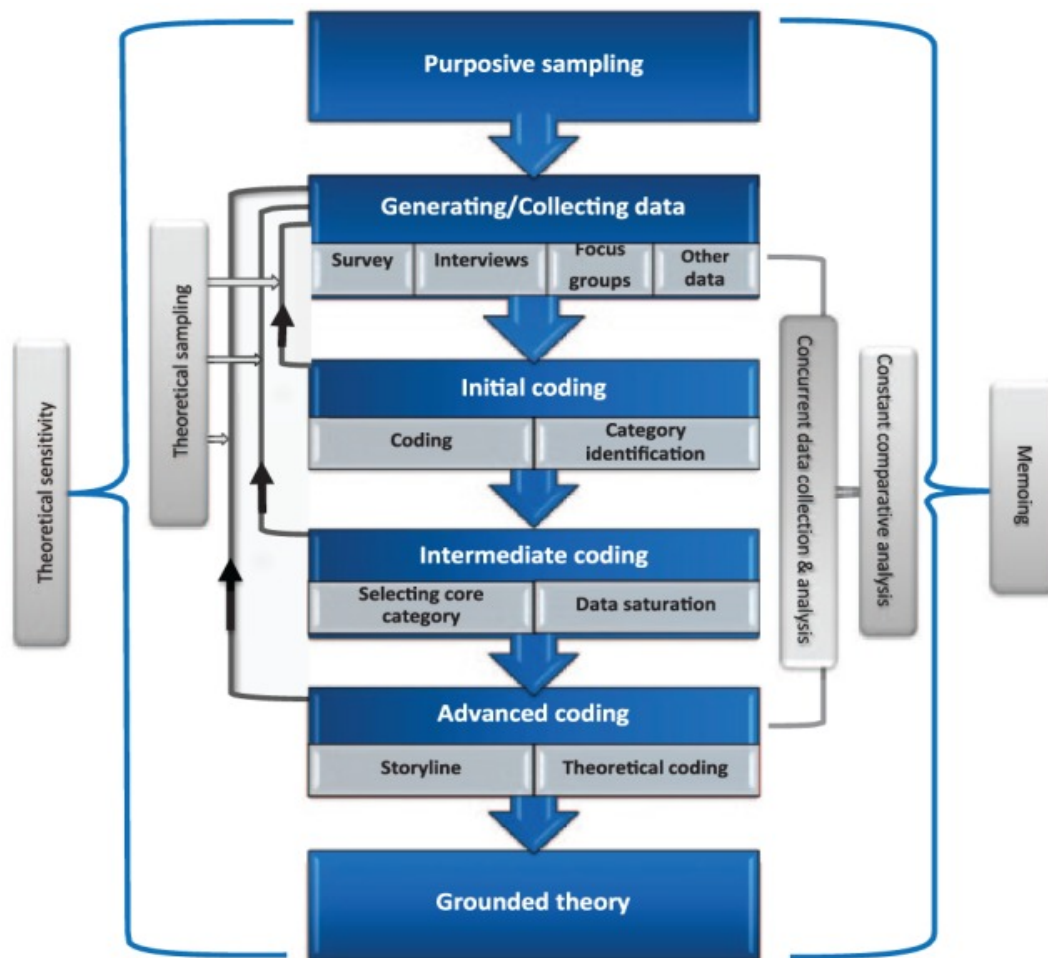 Purposive sampling
Generating/Collecting data
Survey
Interviews
Focus
groups
Other
data
Initial coding
Coding
Category
identification
Intermediate coding
Selecting core
category
Data saturation
Advanced coding
Storyline
Theoretical coding
Grounded theory
Theoretical sensitivity
Theoretical sampling
Concurrent data collection & analysis
Constant comparative analysis
Memoing